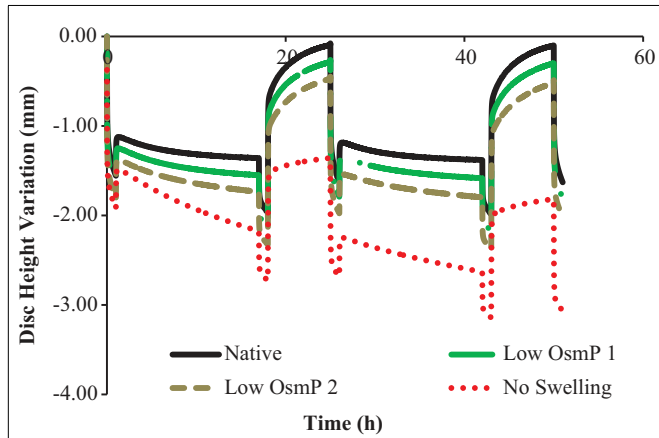 0.00
0 20 40 60
-1.00
-2.00
-3.00
-4.00
Disc Height Variation (mm)
Native Low OsmP 1
Low OsmP 2 No Swelling
Time (h)